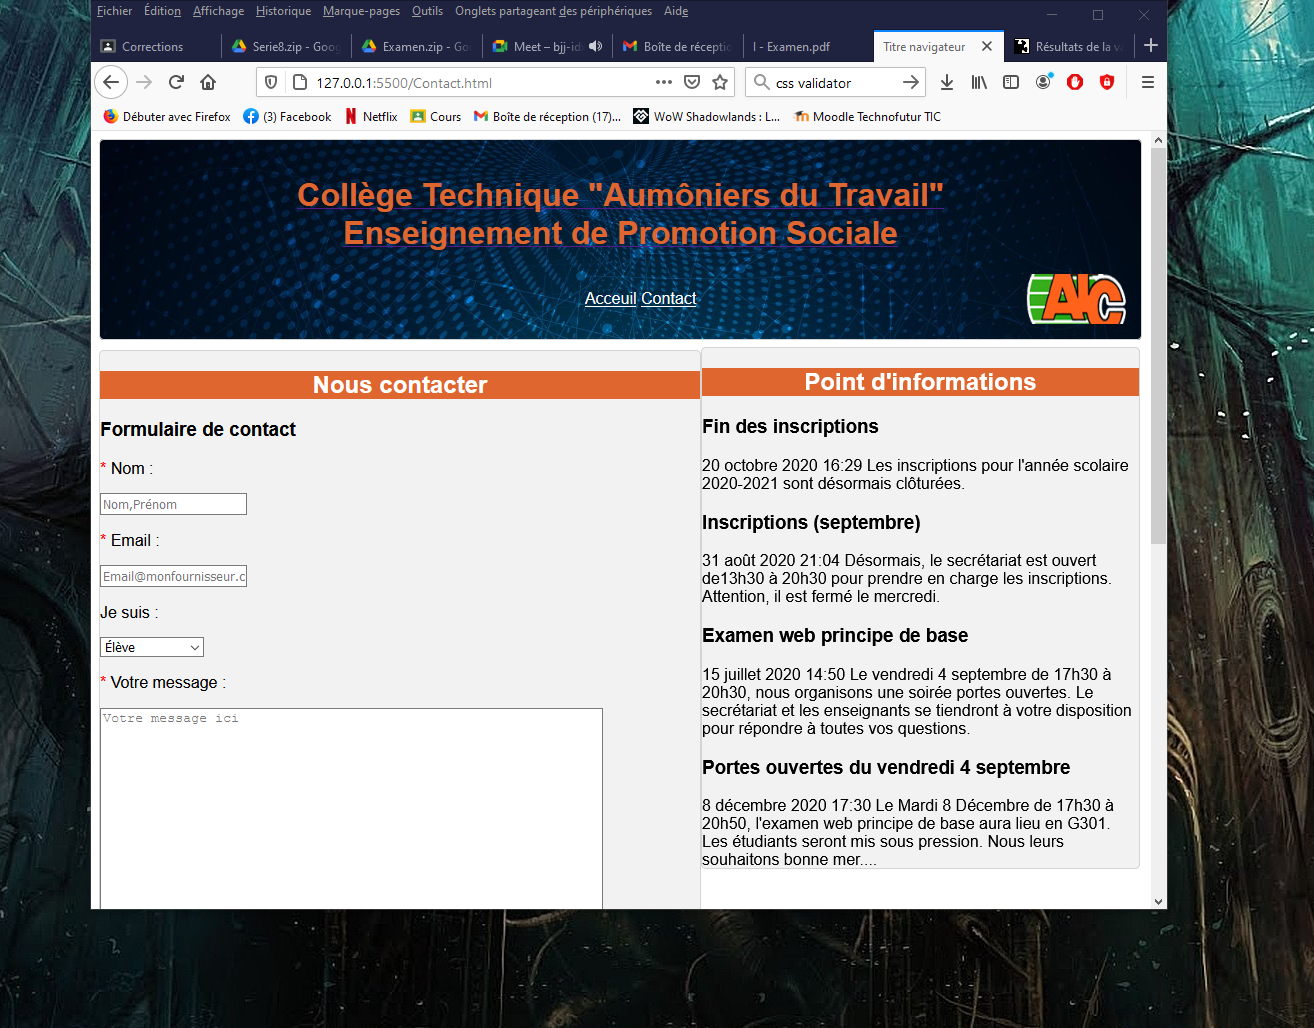 Fichier Édition Affichage Historique Marque-pages Outils Onglets partageant des périphériques Aide
Corrections Serie8.zip - Goog Examen.zip - Go Meet – bjj-id Boîte de réceptio I - Examen.pdf Titre navigateur Résultats de la v
127.0.0.1:5500/Contact.html css validator
Débuter avec Firefox (3) Facebook Netflix Cours Boîte de réception (17)... WoW Shadowlands : L... Moodle Technofutur TIC
Collège Technique "Aumôniers du Travail"
Enseignement de Promotion Sociale
Acceuil Contact
AIC
Nous contacter
Formulaire de contact
* Nom :
Nom,Prénom
* Email :
Email@monfournisseur.c
Je suis :
Élève
* Votre message :
Votre message ici
Point d'informations
Fin des inscriptions
20 octobre 2020 16:29 Les inscriptions pour l'année scolaire
2020-2021 sont désormais clôturées.
Inscriptions (septembre)
31 août 2020 21:04 Désormais, le secrétariat est ouvert
de13h30 à 20h30 pour prendre en charge les inscriptions.
Attention, il est fermé le mercredi.
Examen web principe de base
15 juillet 2020 14:50 Le vendredi 4 septembre de 17h30 à
20h30, nous organisons une soirée portes ouvertes. Le
secrétariat et les enseignants se tiendront à votre disposition
pour répondre à toutes vos questions.
Portes ouvertes du vendredi 4 septembre
8 décembre 2020 17:30 Le Mardi 8 Décembre de 17h30 à
20h50, l'examen web principe de base aura lieu en G301.
Les étudiants seront mis sous pression. Nous leurs
souhaitons bonne mer....